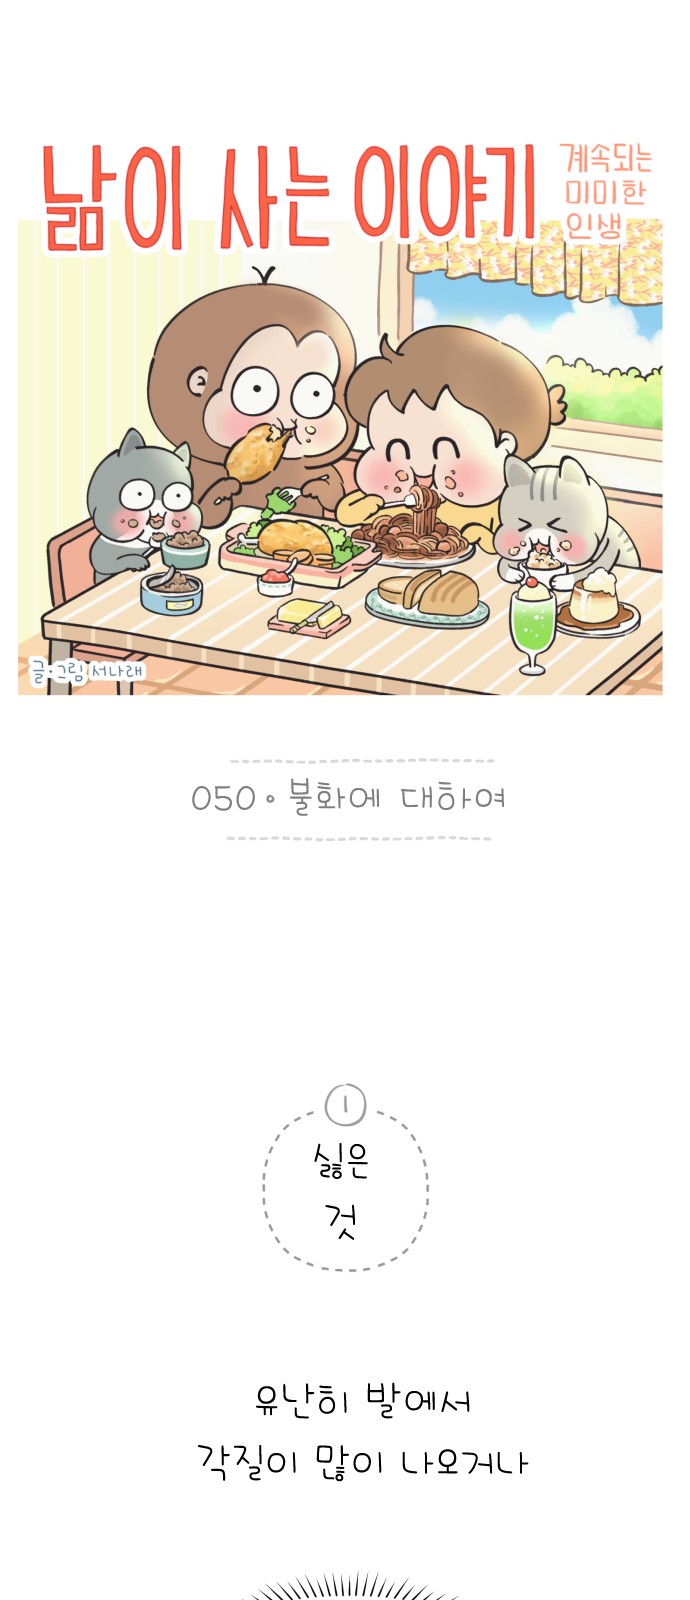 낢이 사는 이야기
계속되는
미미한
인생
글·그림 서나래
050. 불화에 대하여
1
싫은
것
유난히 발에서
각질이 많이 나오거나